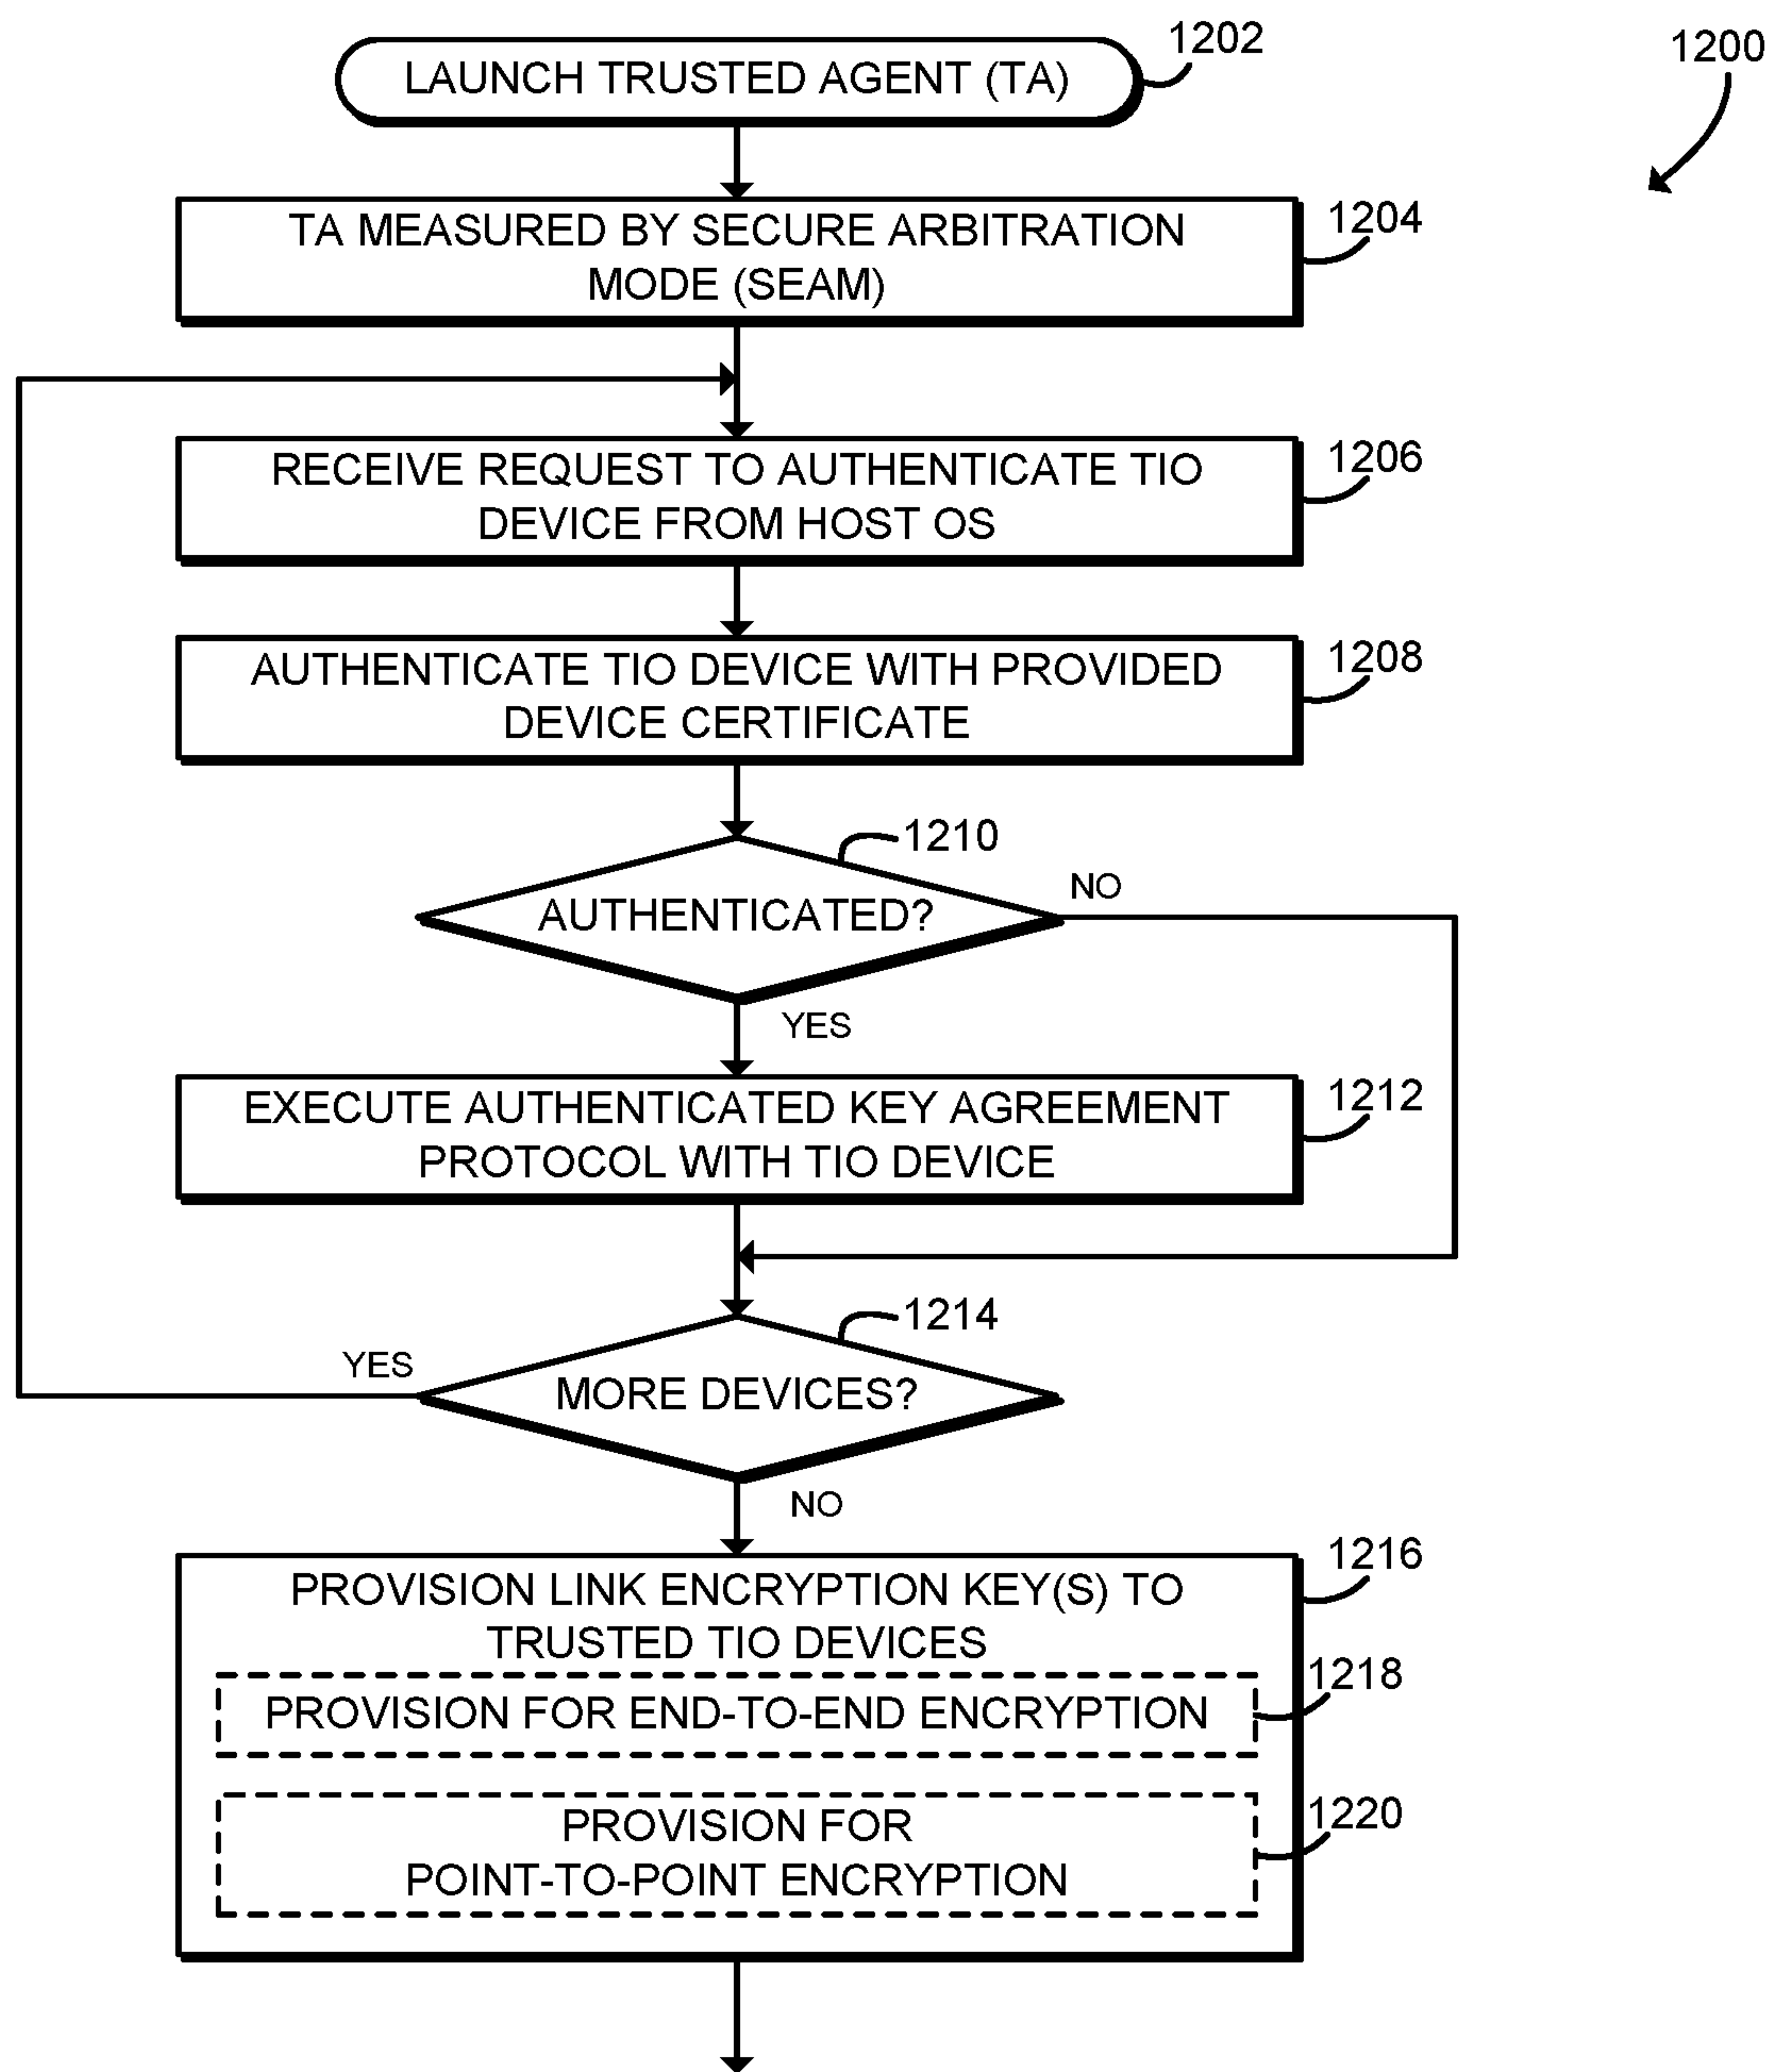 1202
1200
LAUNCH TRUSTED AGENT (TA)
1204
TA MEASURED BY SECURE ARBITRATION
MODE (SEAM)
1206
RECEIVE REQUEST TO AUTHENTICATE TIO
DEVICE FROM HOST OS
1208
AUTHENTICATE TIO DEVICE WITH PROVIDED
DEVICE CERTIFICATE
1210
NO
AUTHENTICATED?
YES
1212
EXECUTE AUTHENTICATED KEY AGREEMENT
PROTOCOL WITH TIO DEVICE
1214
YES
MORE DEVICES?
NO
1216
PROVISION LINK ENCRYPTION KEY(S) TO
TRUSTED TIO DEVICES
1218
PROVISION FOR END-TO-END ENCRYPTION
1220
PROVISION FOR
POINT-TO-POINT ENCRYPTION